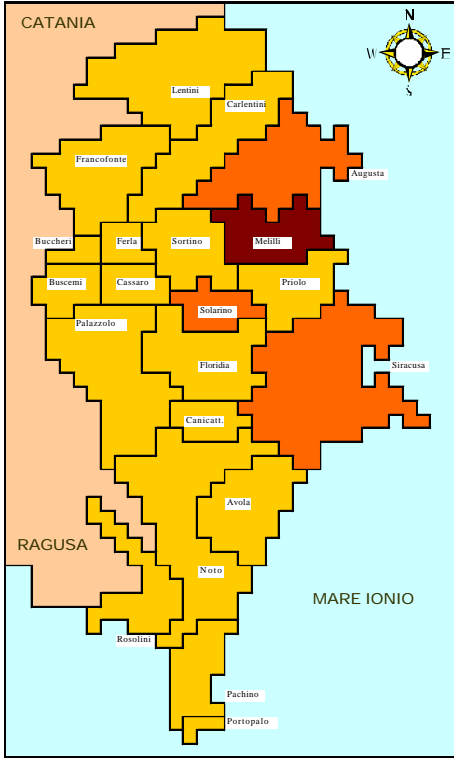 CATANIA
N
W E
S
Lentini
Carlentini
Francofonte
Augusta
Buccheri
Ferla
Sortino
Melilli
Buscemi
Cassaro
Priolo
Solarino
Palazzolo
Floridia
Siracusa
Canicatt.
Avola
RAGUSA
Noto
MARE IONIO
Rosolini
Pachino
Portopalo